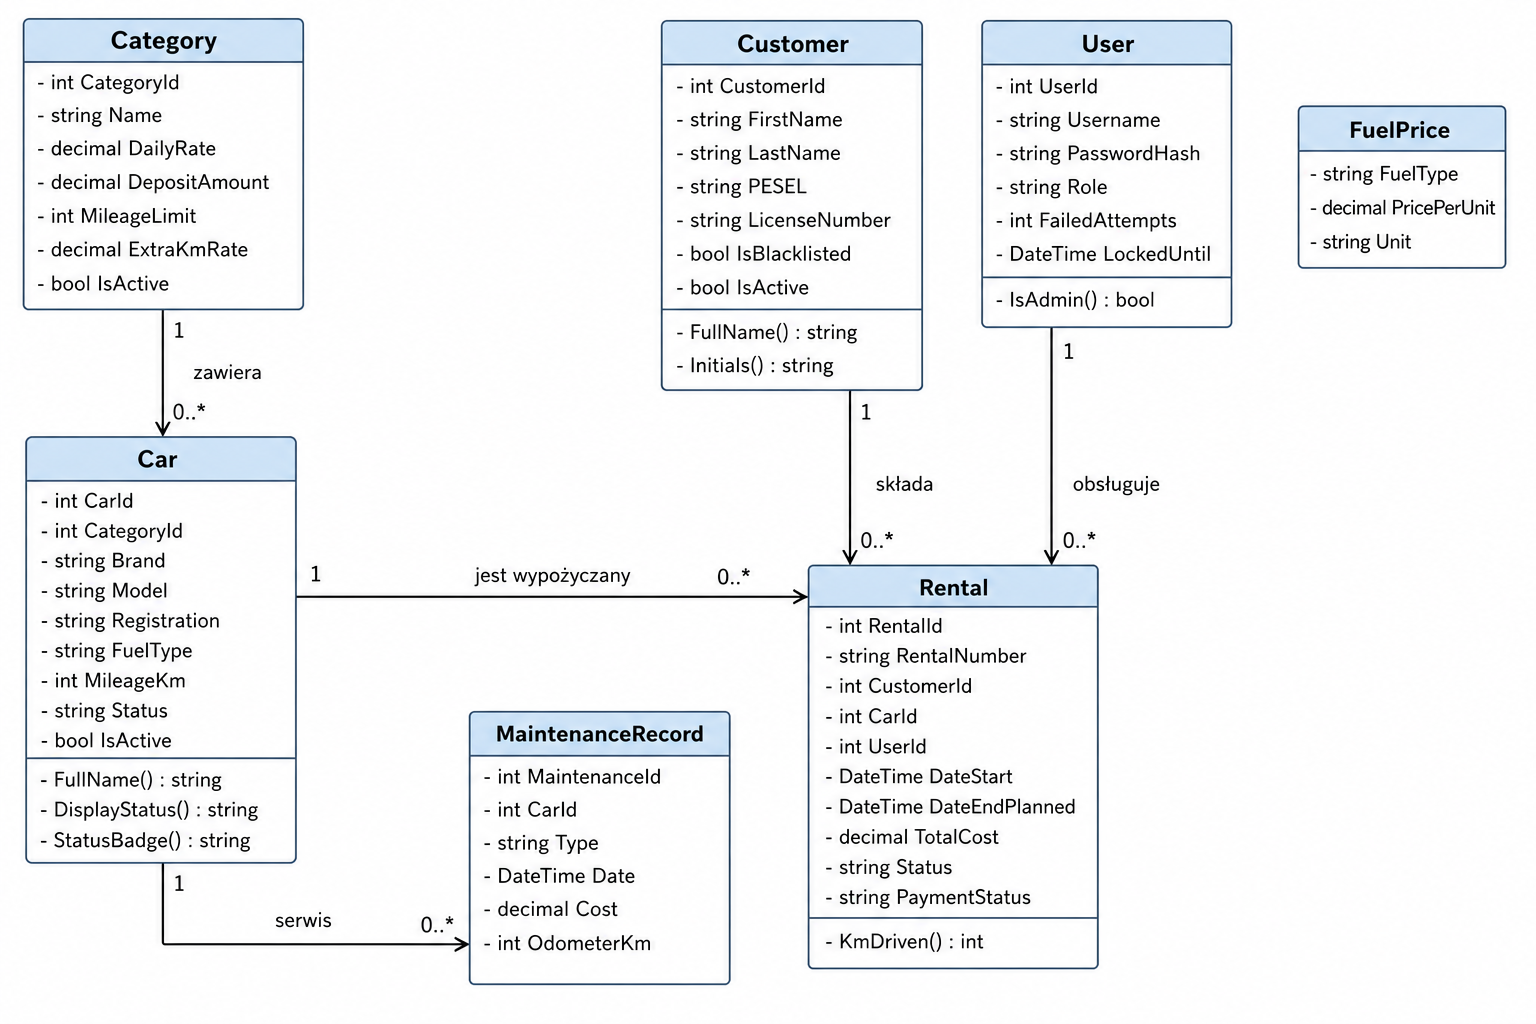 Category
- int CategoryId
- string Name
- decimal DailyRate
- decimal DepositAmount
- int MileageLimit
- decimal ExtraKmRate
- bool IsActive
1
zawiera
0..*
Car
- int CarId
- int CategoryId
- string Brand
- string Model
- string Registration
- string FuelType
- int MileageKm
- string Status
- bool IsActive
- FullName() : string
- DisplayStatus() : string
- StatusBadge() : string
1
serwis
0..*
1
jest wypożyczany
0..*
MaintenanceRecord
- int MaintenanceId
- int CarId
- string Type
- DateTime Date
- decimal Cost
- int OdometerKm
Customer
- int CustomerId
- string FirstName
- string LastName
- string PESEL
- string LicenseNumber
- bool IsBlacklisted
- bool IsActive
- FullName() : string
- Initials() : string
1
składa
0..*
User
- int UserId
- string Username
- string PasswordHash
- string Role
- int FailedAttempts
- DateTime LockedUntil
- IsAdmin() : bool
1
obsługuje
0..*
Rental
- int RentalId
- string RentalNumber
- int CustomerId
- int CarId
- int UserId
- DateTime DateStart
- DateTime DateEndPlanned
- decimal TotalCost
- string Status
- string PaymentStatus
- KmDriven() : int
FuelPrice
- string FuelType
- decimal PricePerUnit
- string Unit